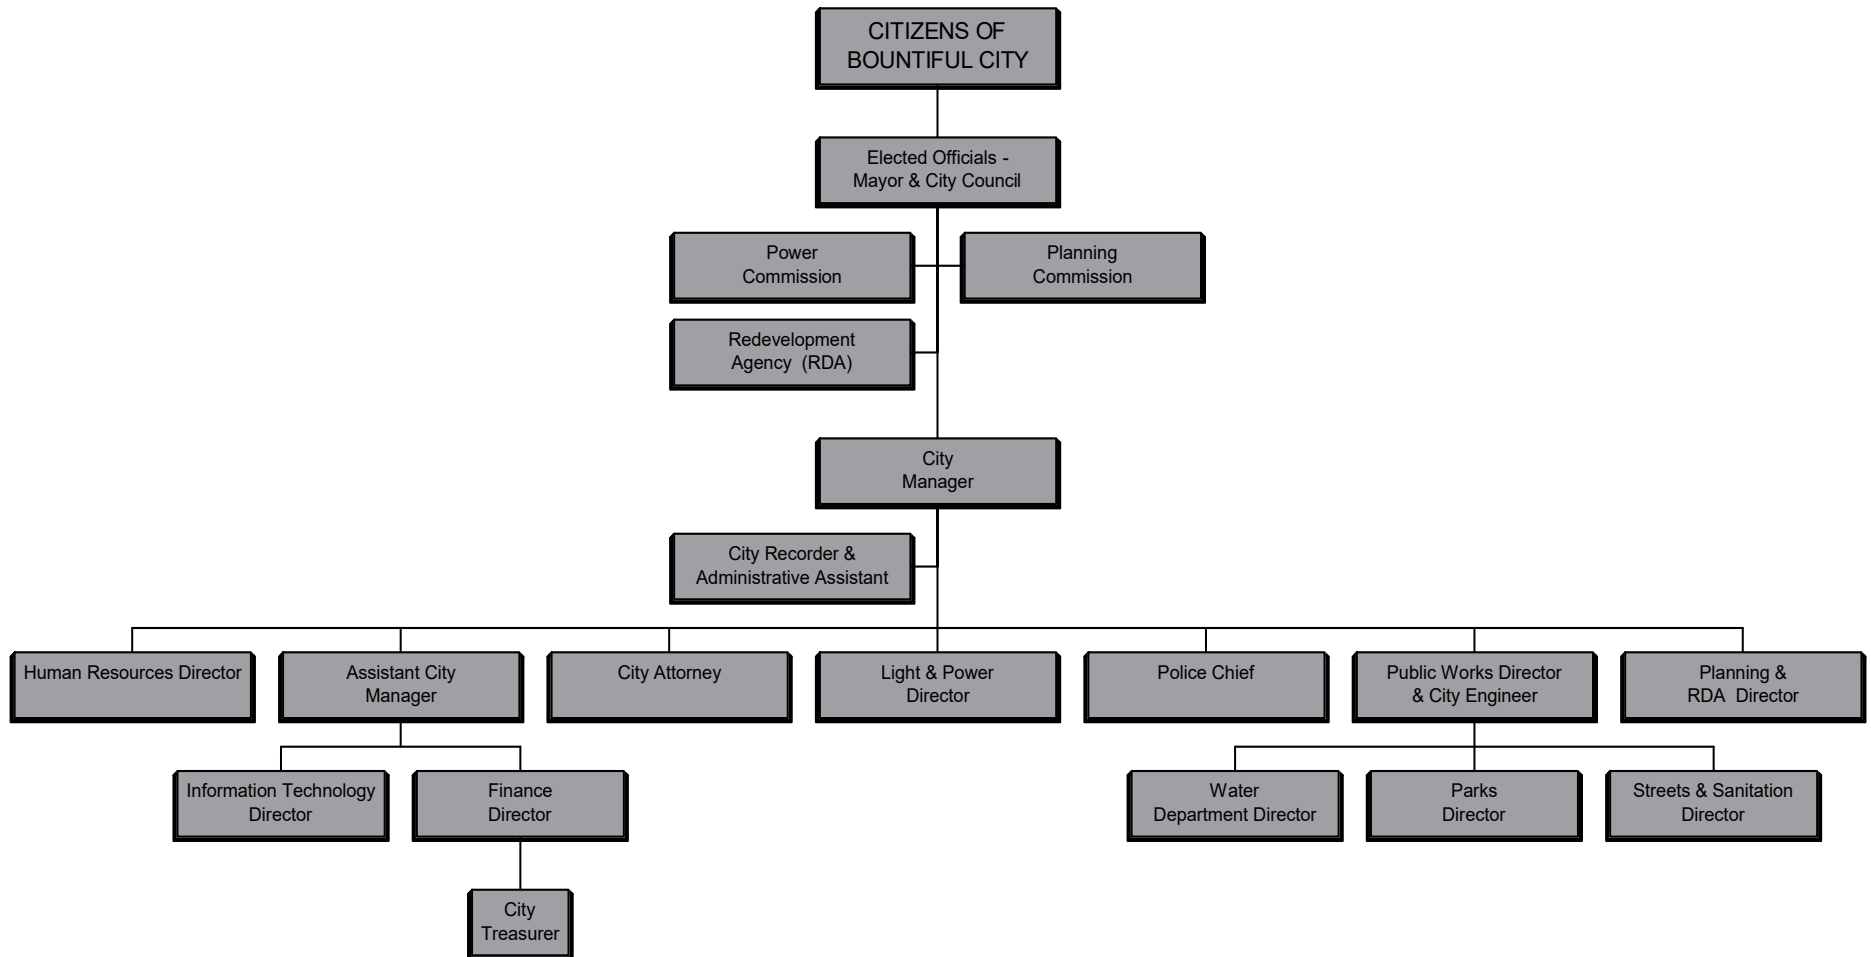 CITIZENS OF
BOUNTIFUL CITY
Elected Officials -
Mayor & City Council
Power
Commission
Planning
Commission
Redevelopment
Agency (RDA)
City
Manager
City Recorder &
Administrative Assistant
Human Resources Director
Assistant City
Manager
City Attorney
Light & Power
Director
Police Chief
Public Works Director
& City Engineer
Planning &
RDA Director
Information Technology
Director
Finance
Director
Water
Department Director
Parks
Director
Streets & Sanitation
Director
City
Treasurer